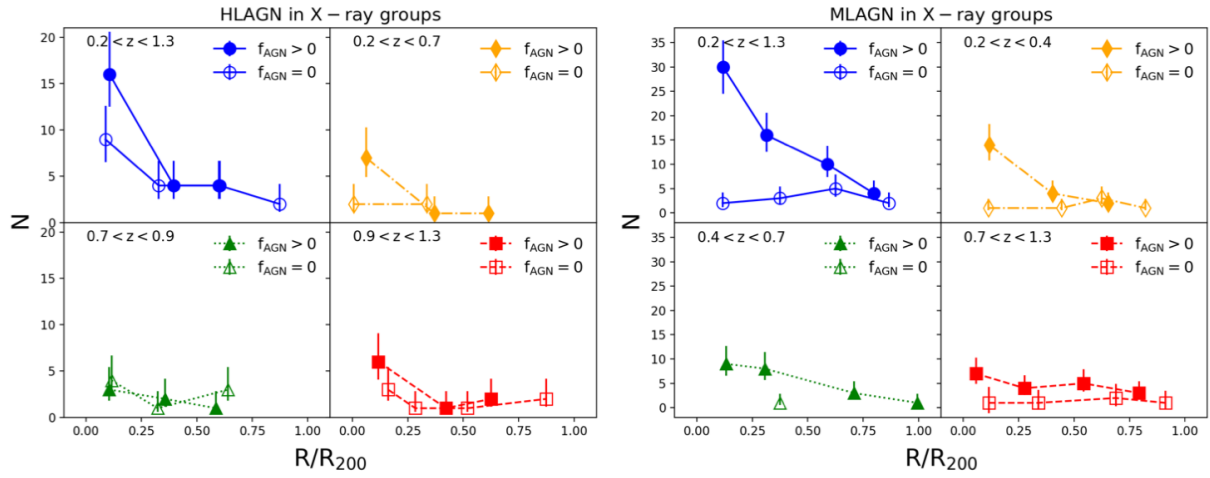 HLAGN in X − ray groups
0.2 < z < 1.3
f_AGN > 0
f_AGN = 0
0.2 < z < 0.7
f_AGN > 0
f_AGN = 0
20
15
10
5
0
0.7 < z < 0.9
f_AGN > 0
f_AGN = 0
0.9 < z < 1.3
f_AGN > 0
f_AGN = 0
20
15
10
5
0
N
0.00 0.25 0.50 0.75 1.00 0.00 0.25 0.50 0.75 1.00
R/R_200
MLAGN in X − ray groups
0.2 < z < 1.3
f_AGN > 0
f_AGN = 0
0.2 < z < 0.4
f_AGN > 0
f_AGN = 0
35
30
25
20
15
10
5
0
0.4 < z < 0.7
f_AGN > 0
f_AGN = 0
0.7 < z < 1.3
f_AGN > 0
f_AGN = 0
35
30
25
20
15
10
5
0
N
0.00 0.25 0.50 0.75 1.00 0.00 0.25 0.50 0.75 1.00
R/R_200